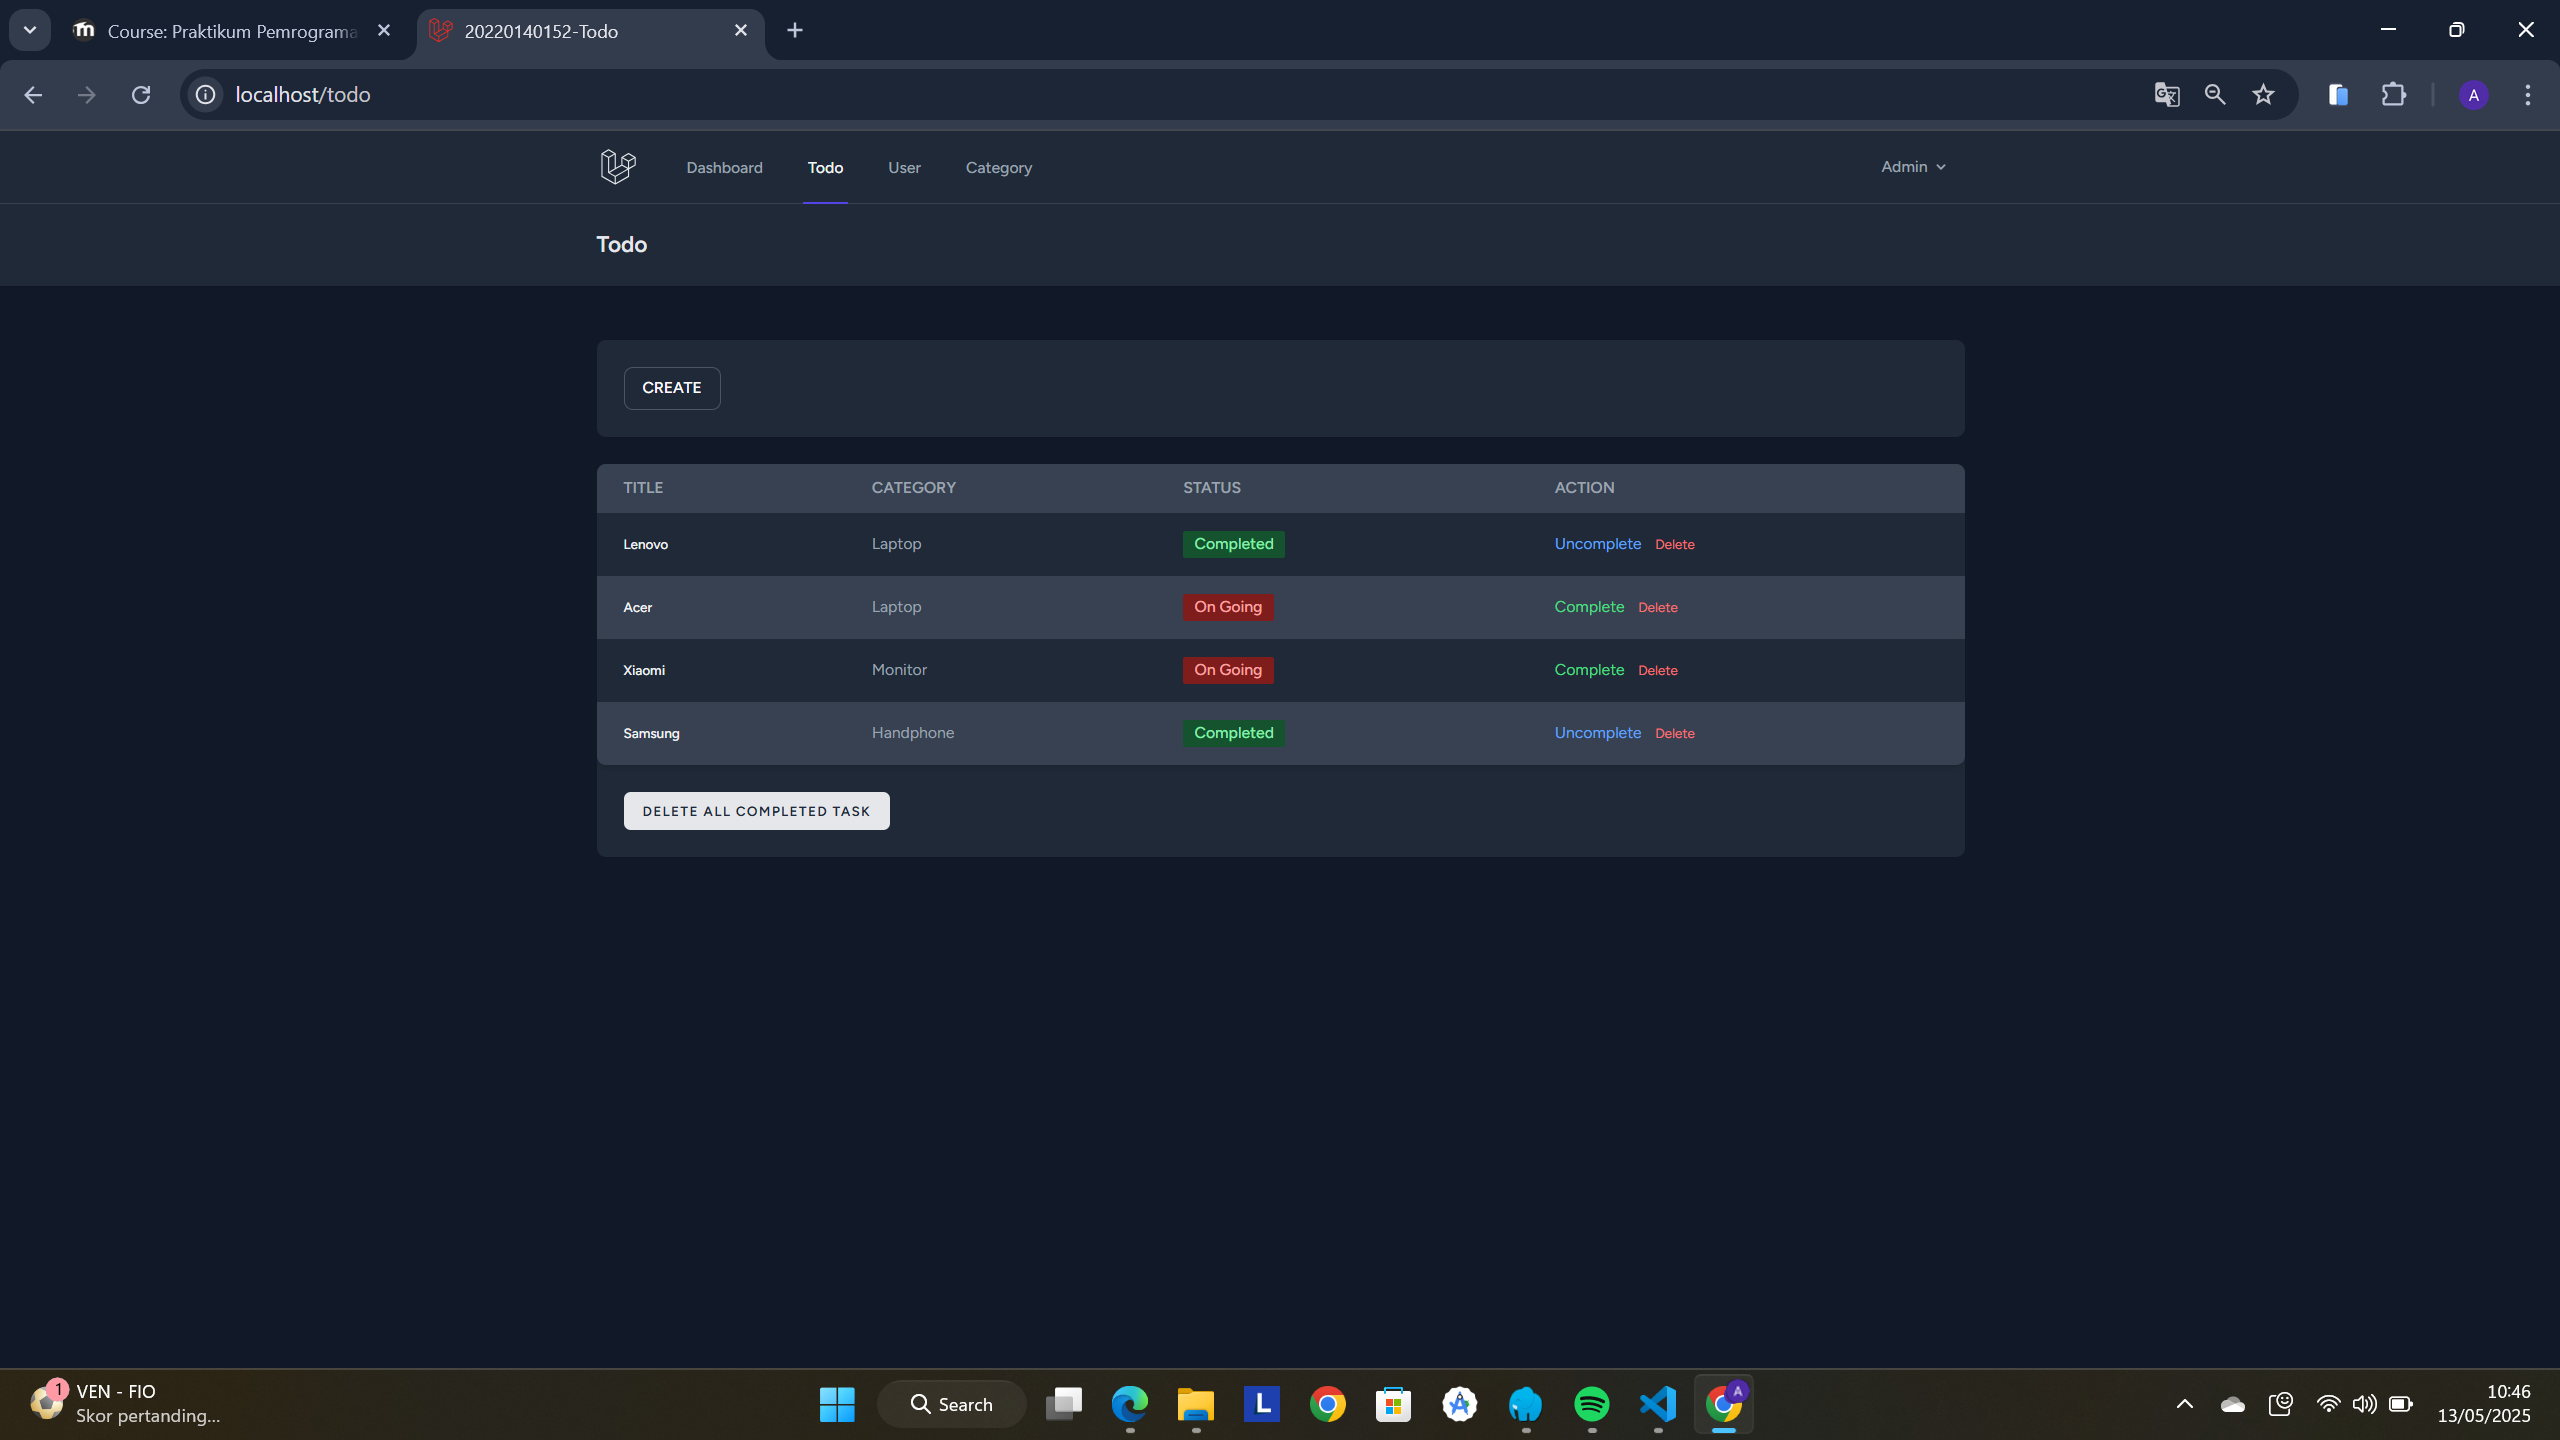 Course: Praktikum Pemrograma
20220140152-Todo
localhost/todo
A
Dashboard Todo User Category Admin
Todo
CREATE
TITLE CATEGORY STATUS ACTION
Lenovo Laptop Completed Uncomplete Delete
Acer Laptop On Going Complete Delete
Xiaomi Monitor On Going Complete Delete
Samsung Handphone Completed Uncomplete Delete
DELETE ALL COMPLETED TASK
1
VEN - FIO
Skor pertanding...
Search
L
A
10:46
13/05/2025